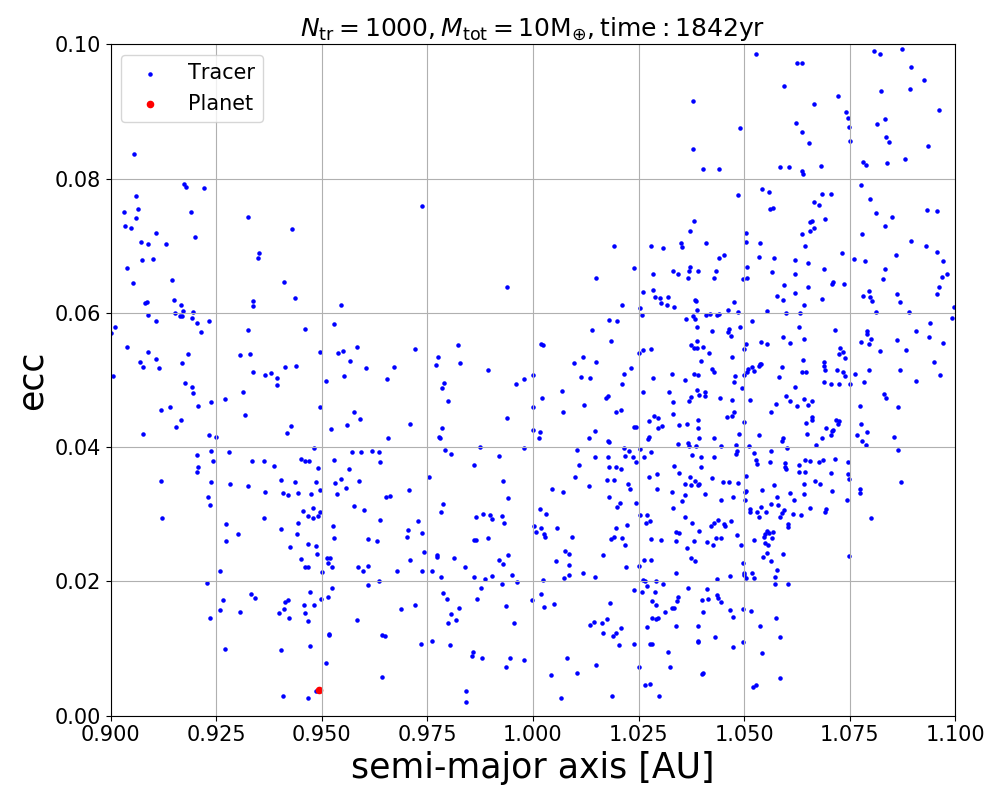 N_tr = 1000, M_tot = 10M_⊕, time : 1842yr
0.10
Tracer
Planet
0.08
0.06
ecc
0.04
0.02
0.00
0.900 0.925 0.950 0.975 1.000 1.025 1.050 1.075 1.100
semi-major axis [AU]